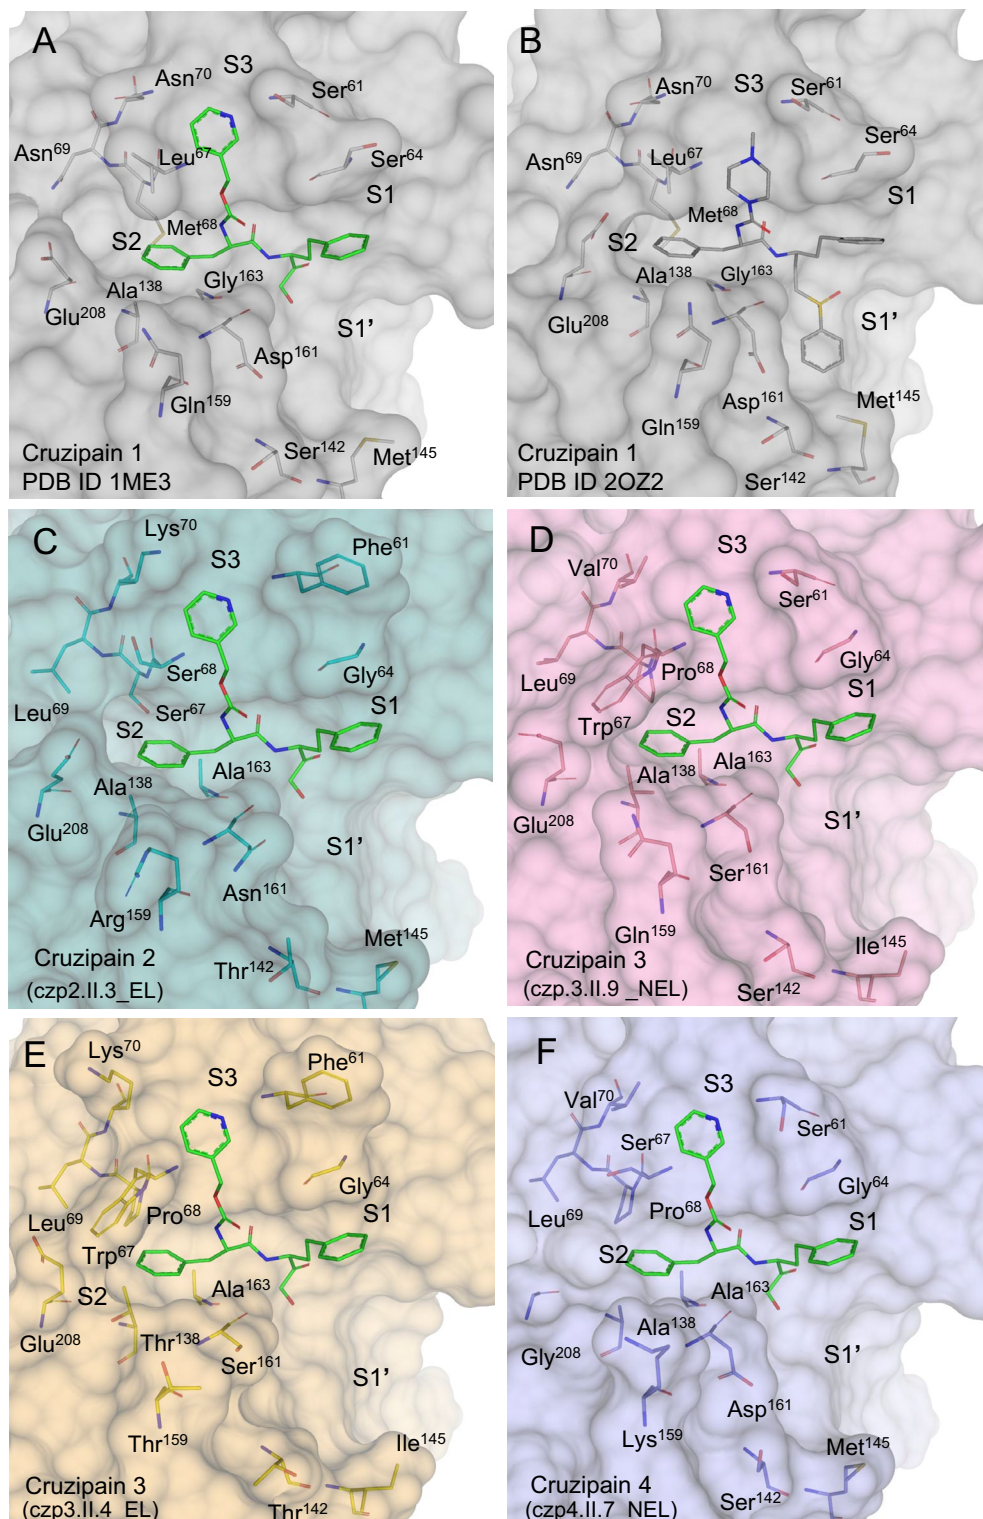 A
S3
Asn70
Ser61
Asn69
Leu67
Ser64
S1
S2
Met68
Gly163
Ala138
Glu208
S1’
Asp161
Gln159
Ser142
Met145
Cruzipain 1
PDB ID 1ME3
B
S3
Asn70
Ser61
Ser64
Asn69
Leu67
S1
Met68
S2
Ala138
Gly163
Glu208
S1’
Met145
Asp161
Gln159
Ser142
Cruzipain 1
PDB ID 2OZ2
C
Lys70
S3
Phe61
Ser68
Gly64
Leu69
Ser67
S1
S2
Ala163
Ala138
Glu208
S1’
Asn161
Arg159
Met145
Thr142
Cruzipain 2
(czp2.II.3_EL)
D
S3
Val70
Ser61
Gly64
Leu69
Pro68
S1
Trp67
S2
Ala138
Ala163
Glu208
S1’
Ser161
Gln159
Ile145
Ser142
Cruzipain 3
(czp.3.II.9 _NEL)
E
Lys70
S3
Phe61
Gly64
Leu69
Pro68
S1
Trp67
S2
Ala163
Glu208
Thr138
Ser161
S1’
Thr159
Ile145
Thr142
Cruzipain 3
(czp3.II.4_EL)
F
S3
Val70
Ser67
Ser61
Gly64
Leu69
Pro68
S1
S2
Ala163
Ala138
Gly208
S1’
Asp161
Lys159
Met145
Ser142
Cruzipain 4
(czp4.II.7_NEL)